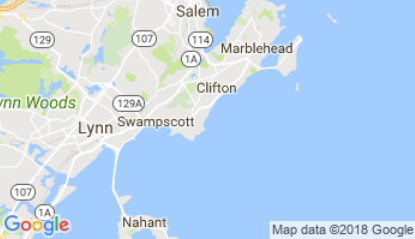 Salem
129
107
114
Marblehead
1A
Clifton
ynn Woods
129A
Lynn
Swampscott
107
1A
Nahant
Google
Map data ©2018 Google